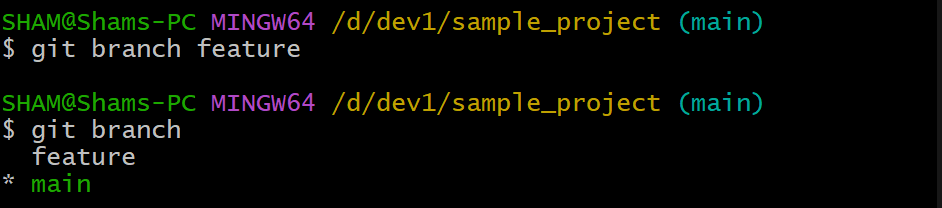 SHAM@Shams-PC MINGW64 /d/dev1/sample_project (main)
$ git branch feature
SHAM@Shams-PC MINGW64 /d/dev1/sample_project (main)
$ git branch
  feature
* main